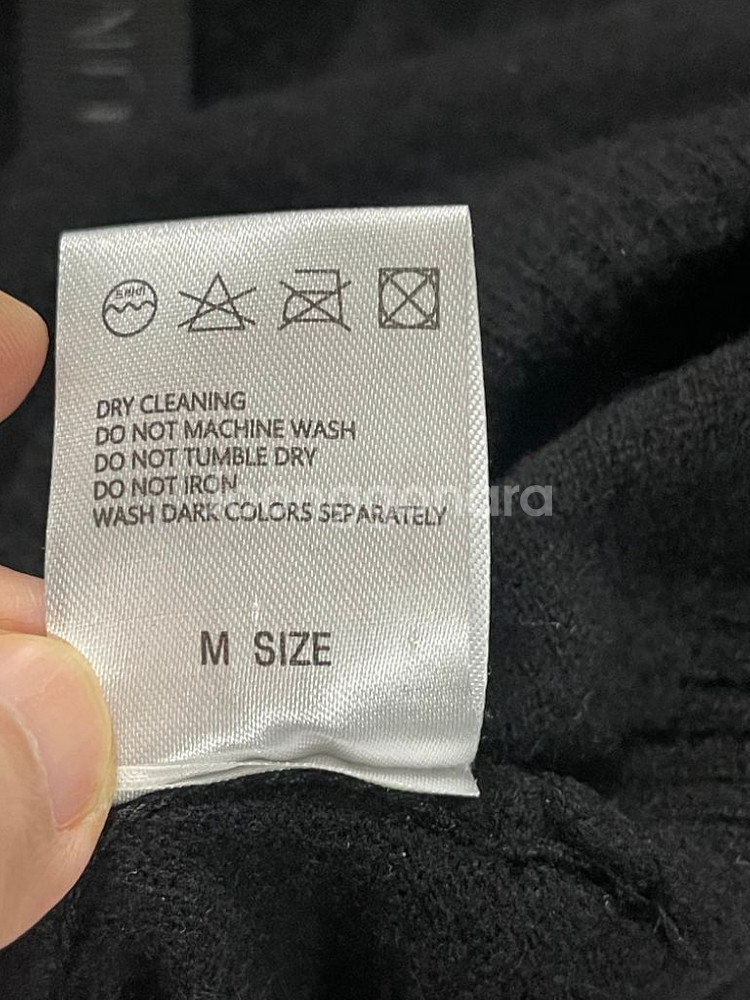 DRY CLEANING
DO NOT MACHINE WASH
DO NOT TUMBLE DRY
DO NOT IRON
WASH DARK COLORS SEPARATELY
M SIZE